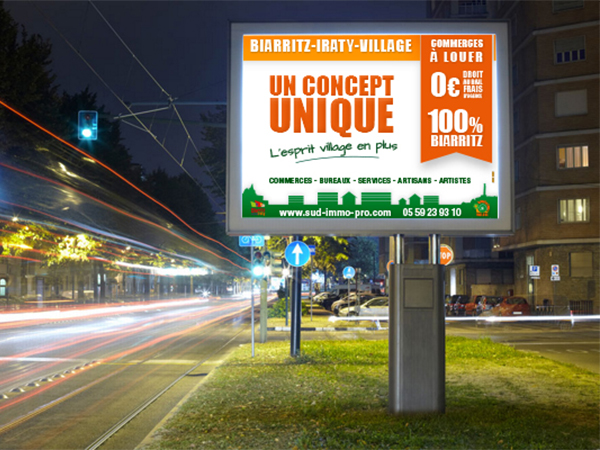 BIARRITZ-IRATY-VILLAGE
UN CONCEPT
UNIQUE
L'esprit village en plus
COMMERCES
À LOUER
0€ DROIT
AU BAIL
FRAIS
D'AGENCE
100%
BIARRITZ
COMMERCES - BUREAUX - SERVICES - ARTISANS - ARTISTES
www.sud-immo-pro.com 05 59 23 93 10
STOP